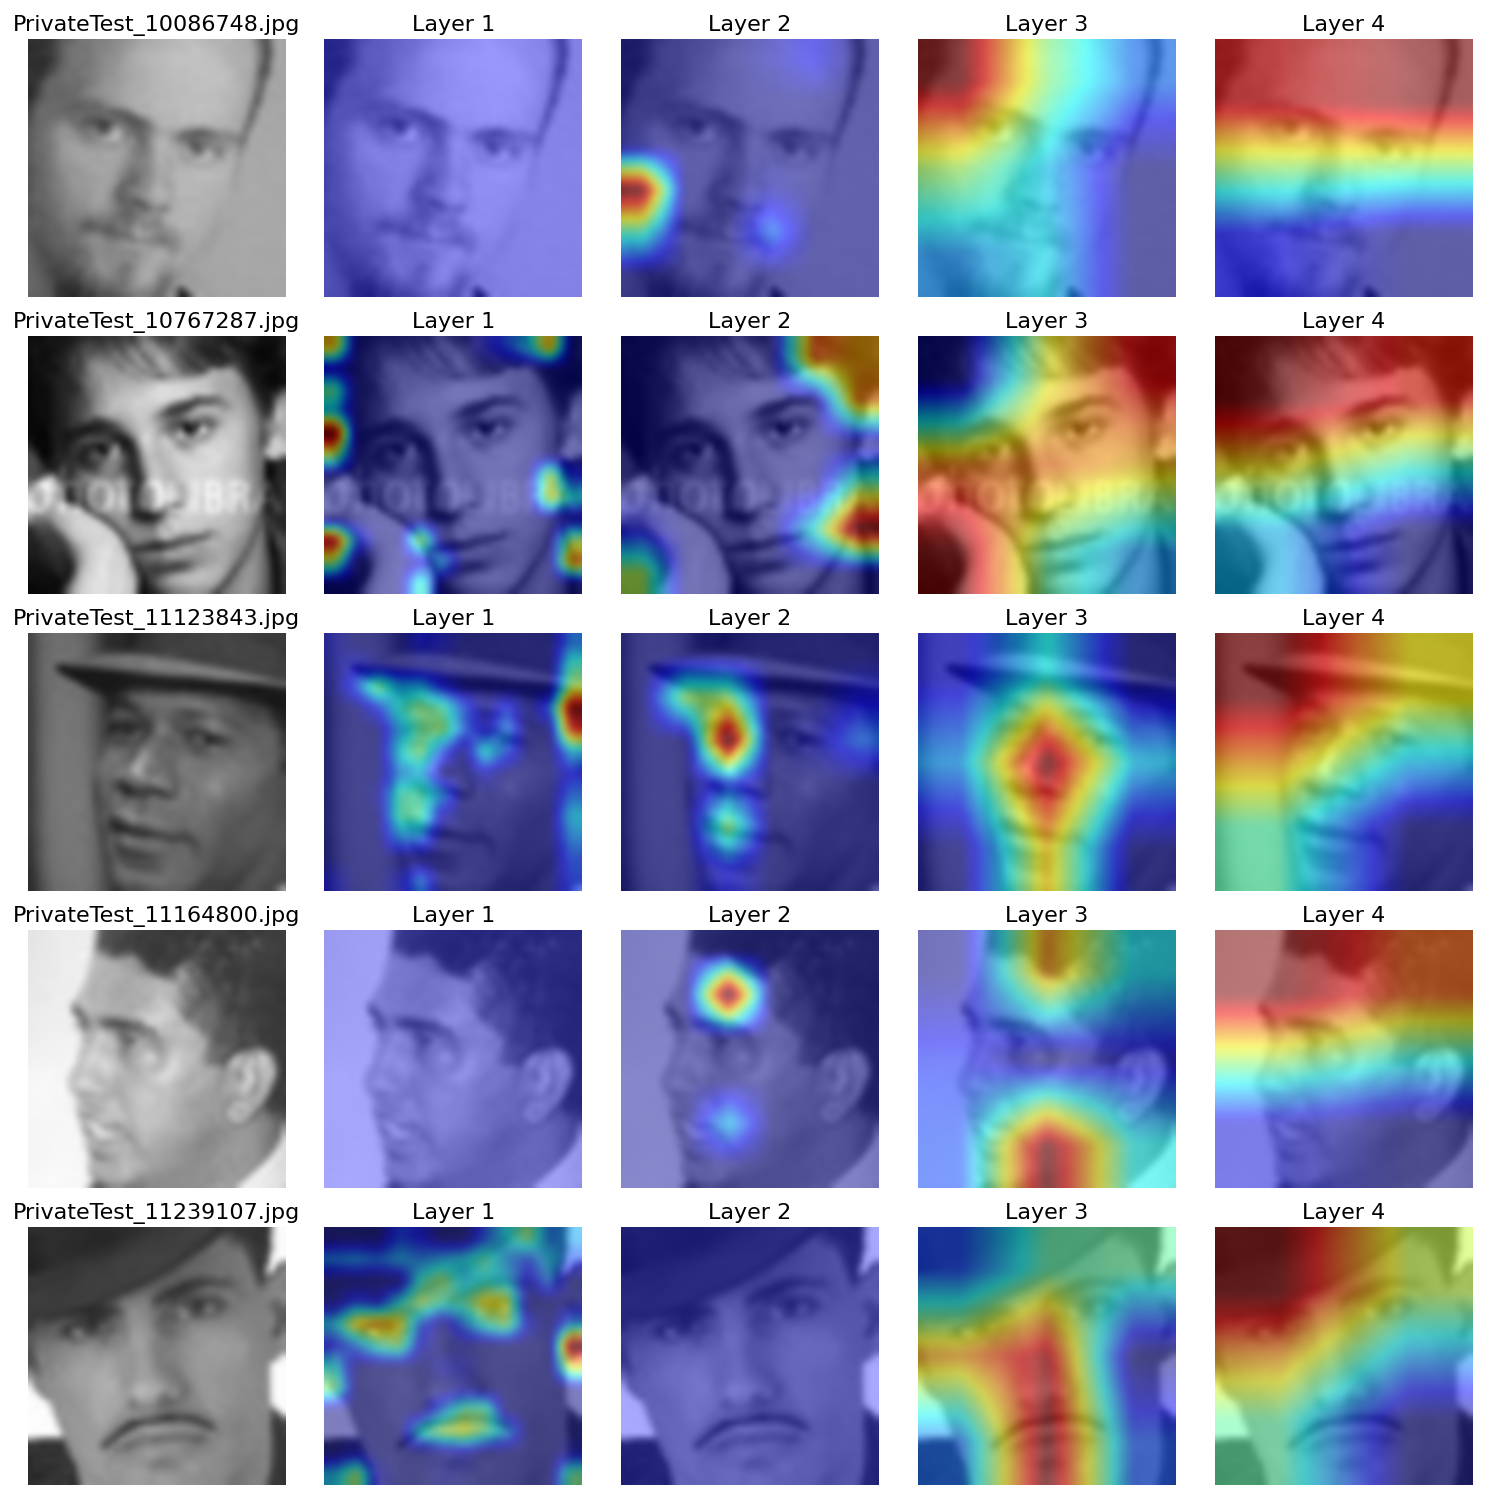 PrivateTest_10086748.jpg Layer 1 Layer 2 Layer 3 Layer 4
PrivateTest_10767287.jpg Layer 1 Layer 2 Layer 3 Layer 4
PrivateTest_11123843.jpg Layer 1 Layer 2 Layer 3 Layer 4
PrivateTest_11164800.jpg Layer 1 Layer 2 Layer 3 Layer 4
PrivateTest_11239107.jpg Layer 1 Layer 2 Layer 3 Layer 4